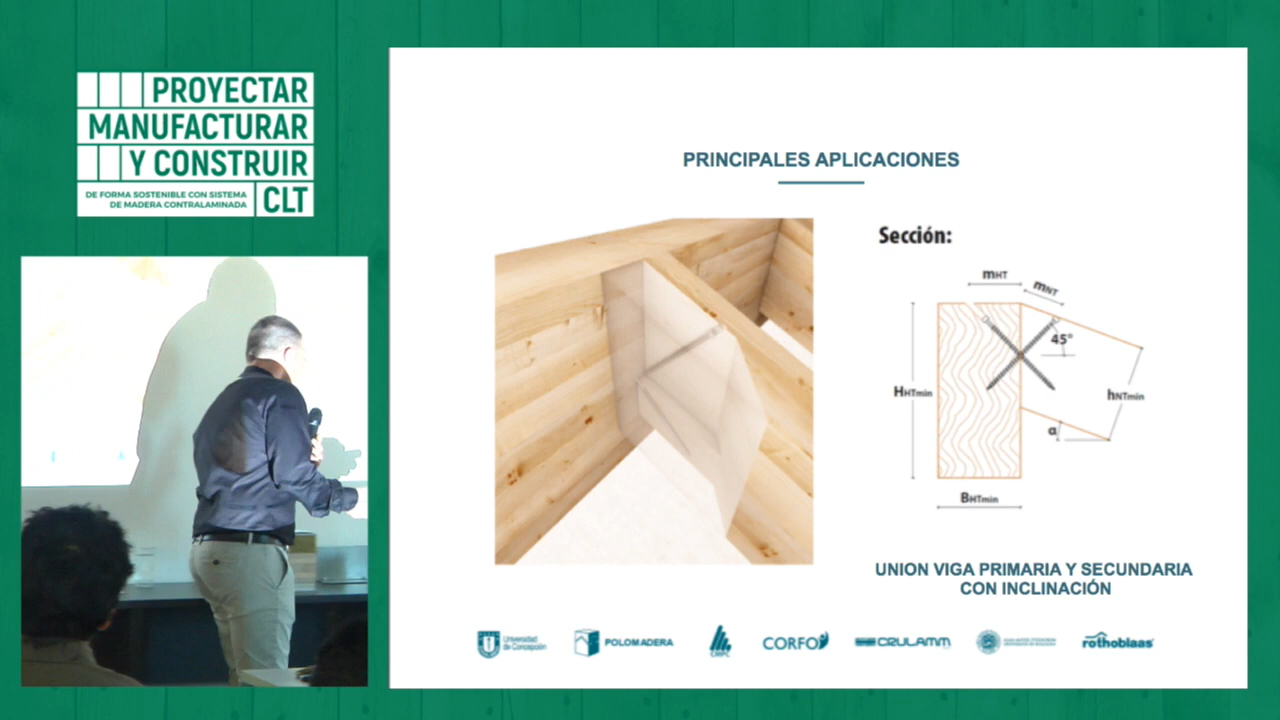 PROYECTAR
MANUFACTURAR
Y CONSTRUIR
DE FORMA SOSTENIBLE CON SISTEMA
DE MADERA CONTRALAMINADA
CLT
PRINCIPALES APLICACIONES
Sección:
mHT
mNT
45°
HHTmin
hNTmin
α
BHTmin
UNION VIGA PRIMARIA Y SECUNDARIA
CON INCLINACIÓN
Universidad
de Concepción
POLOMADERA
CMPC
CORFO
CRULAMM
rothoblaas